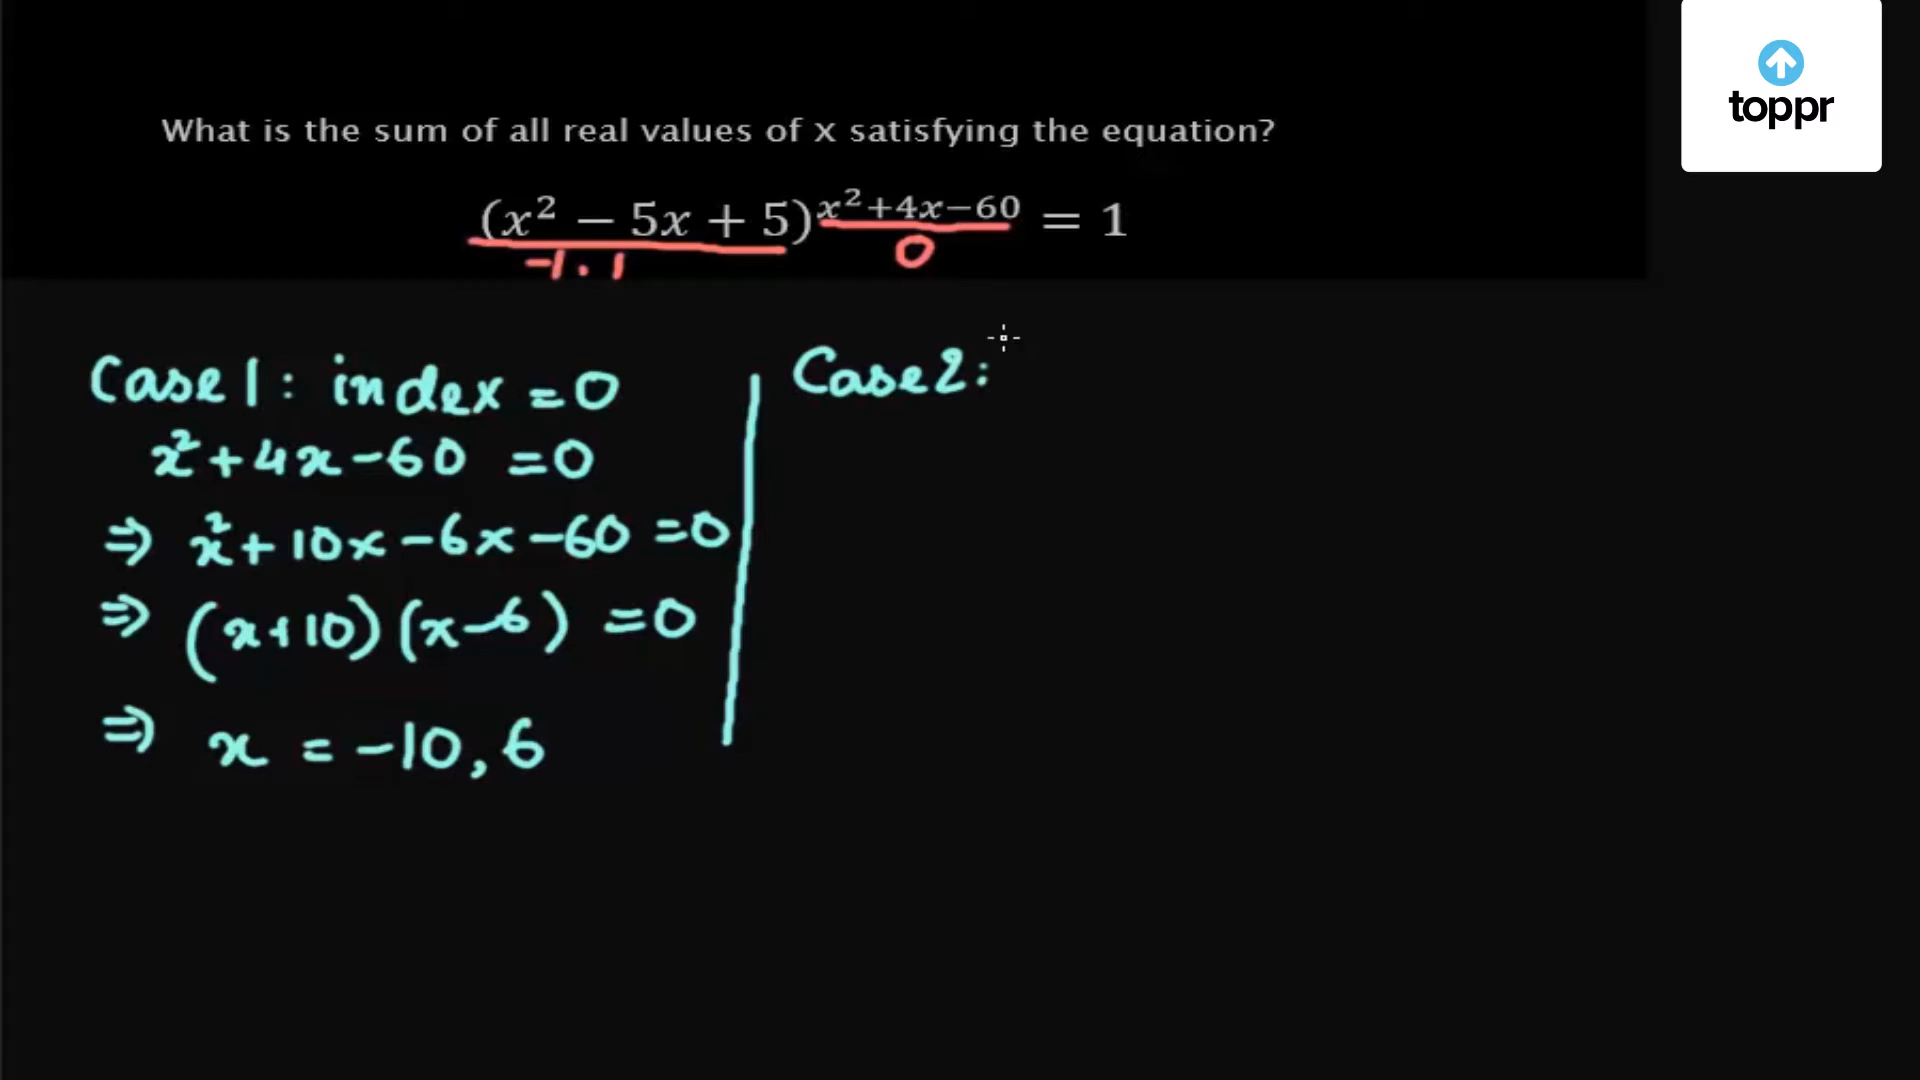 toppr
What is the sum of all real values of x satisfying the equation?
(x² − 5x + 5)^(x²+4x−60) = 1
-1. 1
0
Case 1: index = 0
x² + 4x - 60 = 0
⇒ x² + 10x - 6x - 60 = 0
⇒ (x+10) (x-6) = 0
⇒ x = -10, 6
Case 2: